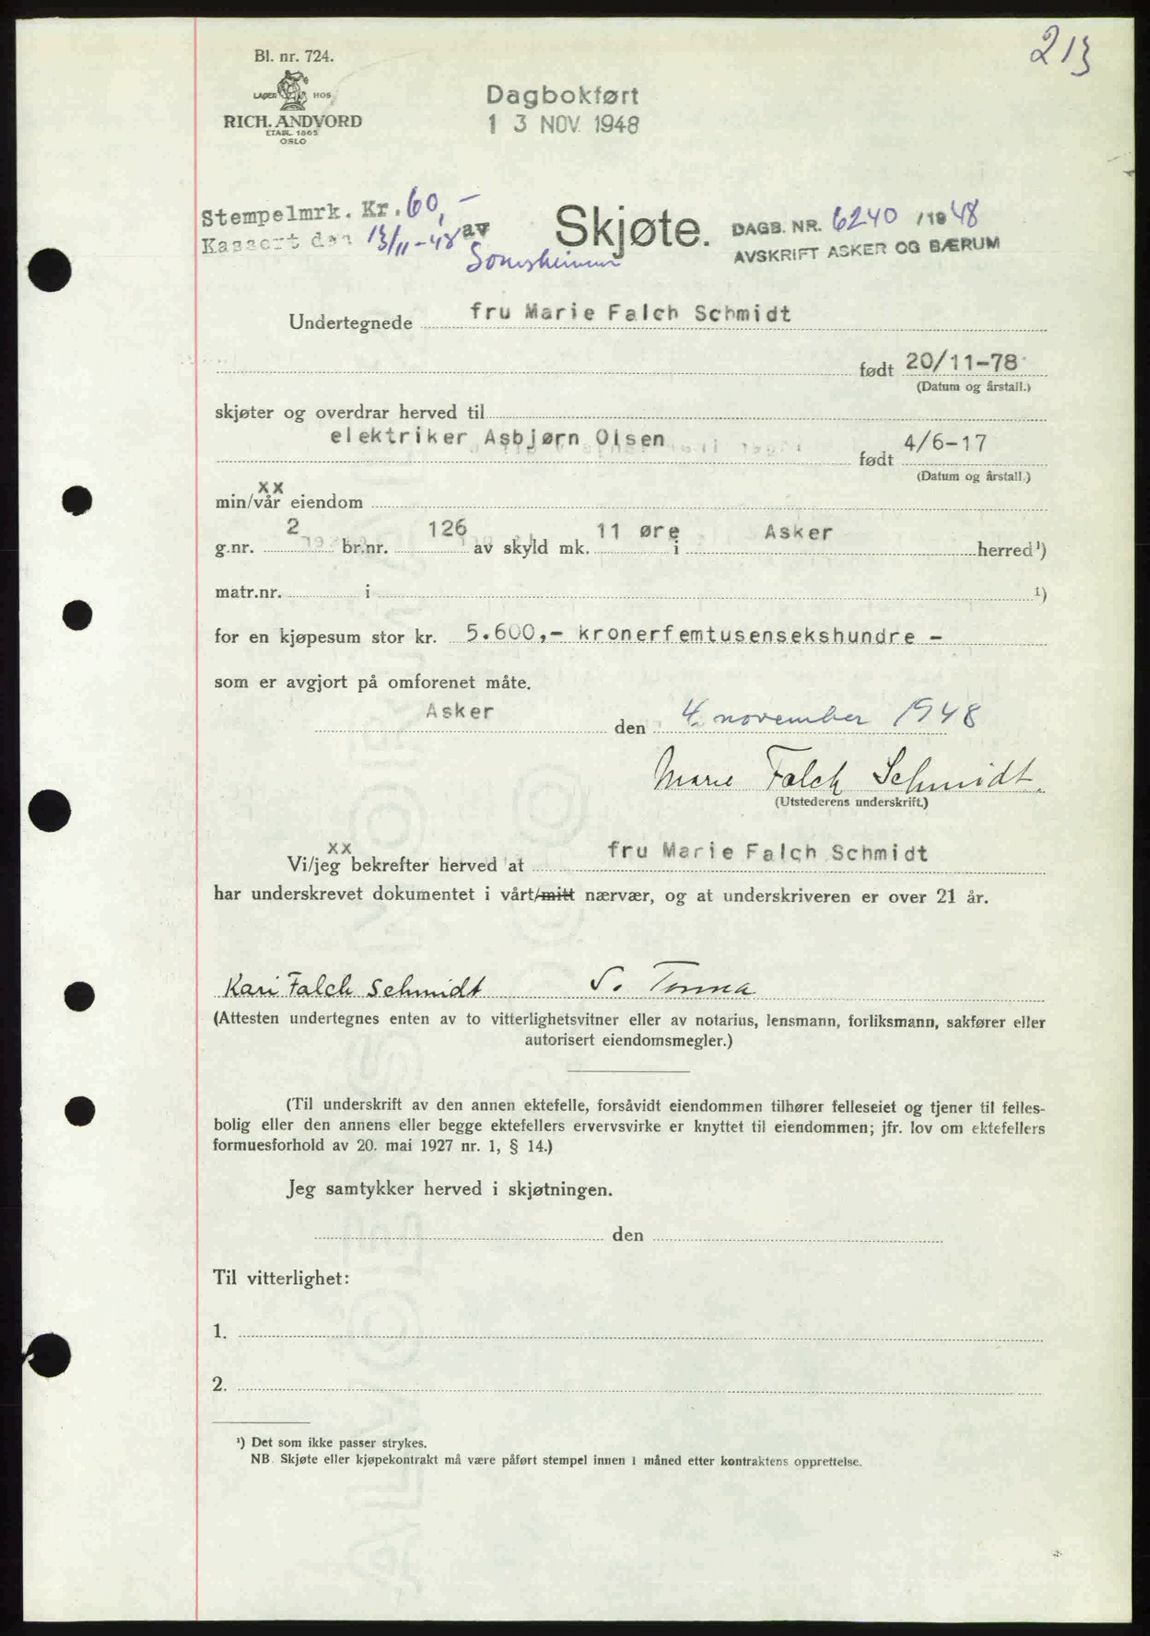 213
Bl. nr. 724.
LAGER HOS
RICH. ANDVORD
ETABL. 1865
OSLO
Dagbokført
1 3 NOV. 1948
Stempelmrk. Kr. 60,-
Kassert den 13/11-48 av
Skjøte.
DAGB. NR. 6240 /1948
AVSKRIFT ASKER OG BÆRUM
Undertegnede fru Marie Falch Schmidt
født 20/11-78
(Datum og årstall.)
skjøter og overdrar herved til
elektriker Asbjørn Olsen født 4/6-17
(Datum og årstall.)
xx
min/vår eiendom
g.nr. 2 br.nr. 126 av skyld mk. 11 øre i Asker herred¹)
matr.nr. i ¹)
for en kjøpesum stor kr. 5.600,- kronerfemtusensekshundre -
som er avgjort på omforenet måte.
Asker den 4. november 1948
Marie Falch Schmidt.
(Utstederens underskrift.)
xx
Vi/jeg bekrefter herved at fru Marie Falch Schmidt
har underskrevet dokumentet i vårt/mitt nærvær, og at underskriveren er over 21 år.
Kari Falch Schmidt S. Tonna
(Attesten undertegnes enten av to vitterlighetsvitner eller av notarius, lensmann, forliksmann, sakfører eller
autorisert eiendomsmegler.)
(Til underskrift av den annen ektefelle, forsåvidt eiendommen tilhører felleseiet og tjener til felles-
bolig eller den annens eller begge ektefellers ervervsvirke er knyttet til eiendommen; jfr. lov om ektefellers
formuesforhold av 20. mai 1927 nr. 1, § 14.)
Jeg samtykker herved i skjøtningen.
den
Til vitterlighet:
1.
2.
¹) Det som ikke passer strykes.
NB. Skjøte eller kjøpekontrakt må være påført stempel innen 1 måned etter kontraktens opprettelse.